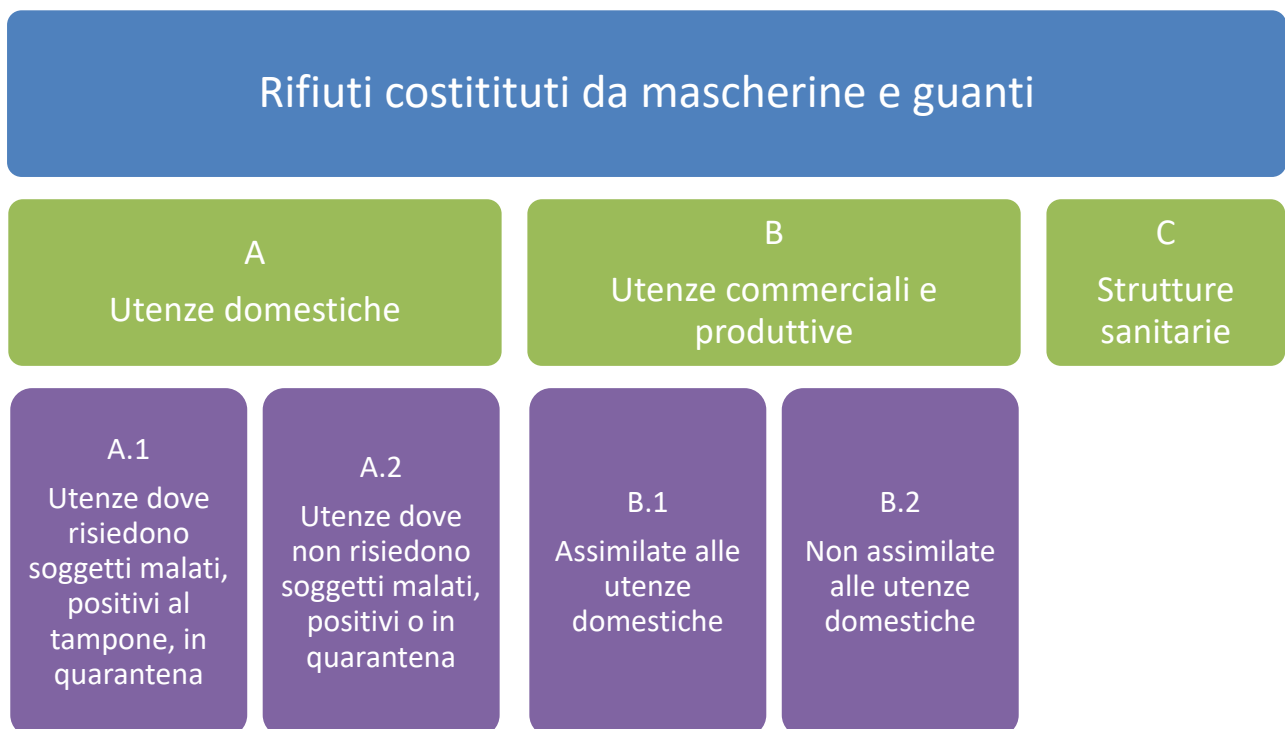 Rifiuti costitituti da mascherine e guanti
A
Utenze domestiche
B
Utenze commerciali e
produttive
C
Strutture
sanitarie
A.1
Utenze dove
risiedono
soggetti malati,
positivi al
tampone, in
quarantena
A.2
Utenze dove
non risiedono
soggetti malati,
positivi o in
quarantena
B.1
Assimilate alle
utenze
domestiche
B.2
Non assimilate
alle utenze
domestiche